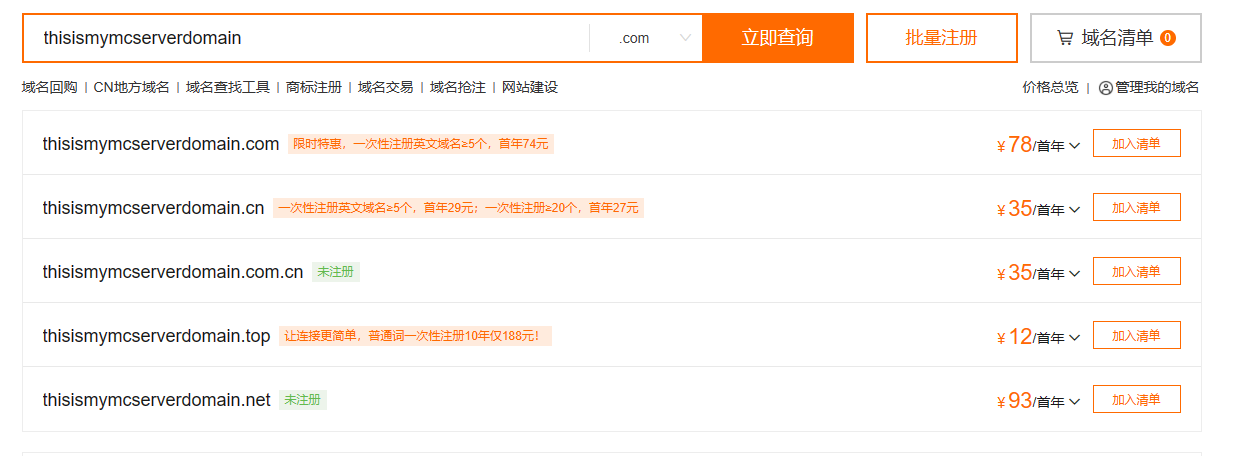 thisismymcserverdomain .com 立即查询 批量注册 域名清单 0
域名回购 | CN地方域名 | 域名查找工具 | 商标注册 | 域名交易 | 域名抢注 | 网站建设 价格总览 | 管理我的域名
thisismymcserverdomain.com 限时特惠，一次性注册英文域名≥5个，首年74元 ¥78/首年 加入清单
thisismymcserverdomain.cn 一次性注册英文域名≥5个，首年29元；一次性注册≥20个，首年27元 ¥35/首年 加入清单
thisismymcserverdomain.com.cn 未注册 ¥35/首年 加入清单
thisismymcserverdomain.top 让连接更简单，普通词一次性注册10年仅188元！ ¥12/首年 加入清单
thisismymcserverdomain.net 未注册 ¥93/首年 加入清单